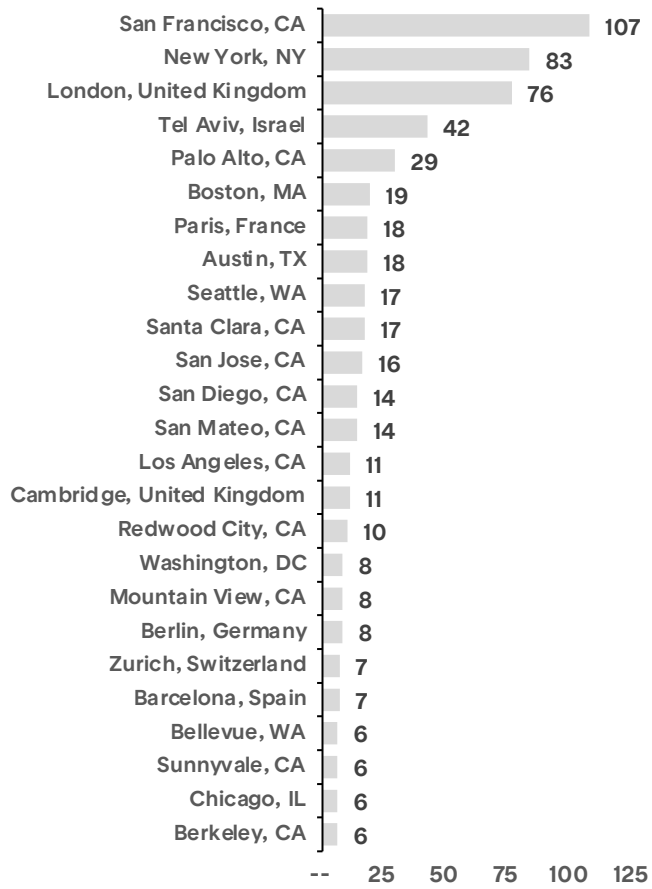 San Francisco, CA 107
New York, NY 83
London, United Kingdom 76
Tel Aviv, Israel 42
Palo Alto, CA 29
Boston, MA 19
Paris, France 18
Austin, TX 18
Seattle, WA 17
Santa Clara, CA 17
San Jose, CA 16
San Diego, CA 14
San Mateo, CA 14
Los Angeles, CA 11
Cambridge, United Kingdom 11
Redwood City, CA 10
Washington, DC 8
Mountain View, CA 8
Berlin, Germany 8
Zurich, Switzerland 7
Barcelona, Spain 7
Bellevue, WA 6
Sunnyvale, CA 6
Chicago, IL 6
Berkeley, CA 6
-- 25 50 75 100 125